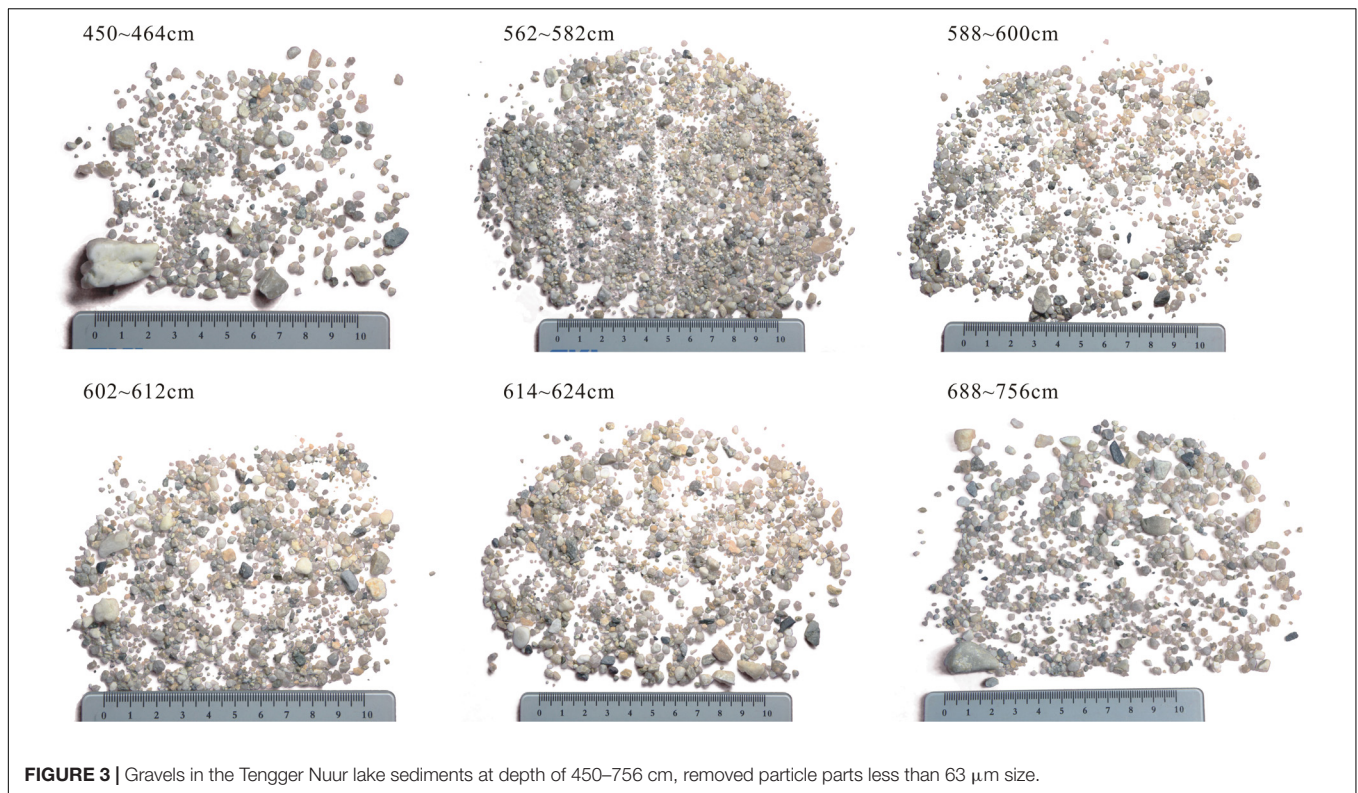 450~464cm
562~582cm
588~600cm
0 1 2 3 4 5 6 7 8 9 10
0 1 2 3 4 5 6 7 8 9 10
0 1 2 3 4 5 6 7 8 9 10
602~612cm
614~624cm
688~756cm
0 1 2 3 4 5 6 7 8 9 10
0 1 2 3 4 5 6 7 8 9 10
0 1 2 3 4 5 6 7 8 9 10
FIGURE 3 | Gravels in the Tengger Nuur lake sediments at depth of 450–756 cm, removed particle parts less than 63 μm size.